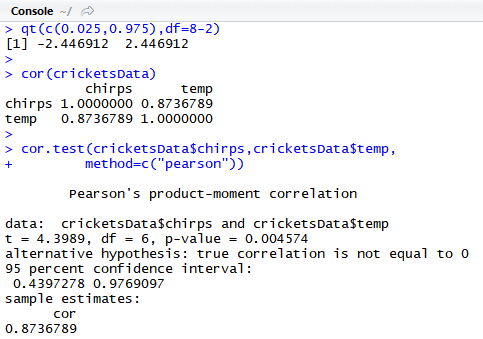 Console ~/
> qt(c(0.025,0.975),df=8-2)
[1] -2.446912  2.446912
>
> cor(cricketsData)
          chirps      temp
chirps 1.0000000 0.8736789
temp   0.8736789 1.0000000
>
> cor.test(cricketsData$chirps,cricketsData$temp,
+         method=c("pearson"))
        Pearson's product-moment correlation
data:  cricketsData$chirps and cricketsData$temp
t = 4.3989, df = 6, p-value = 0.004574
alternative hypothesis: true correlation is not equal to 0
95 percent confidence interval:
 0.4397278 0.9769097
sample estimates:
      cor
0.8736789